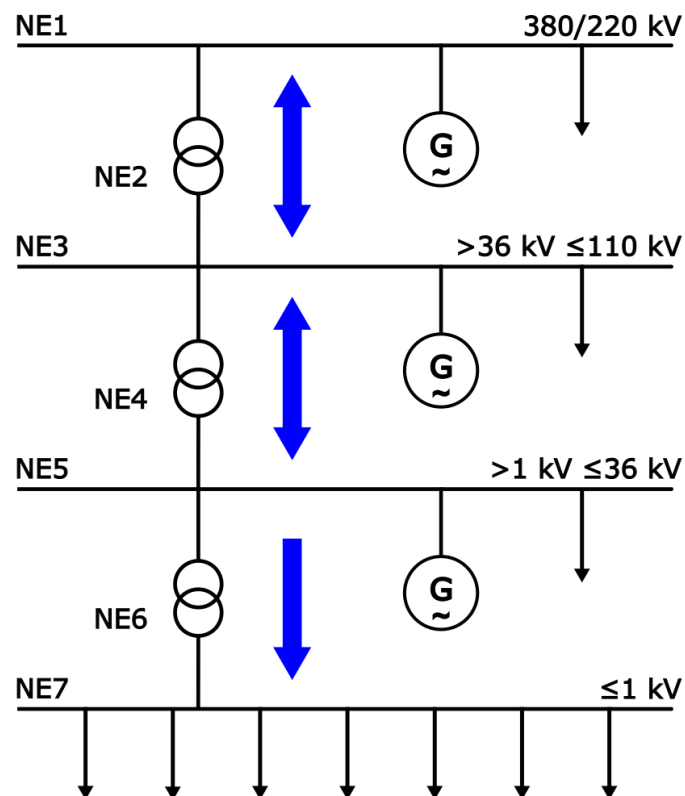 NE1 380/220 kV
G
~
NE2
NE3 >36 kV ≤110 kV
G
~
NE4
NE5 >1 kV ≤36 kV
G
~
NE6
NE7 ≤1 kV